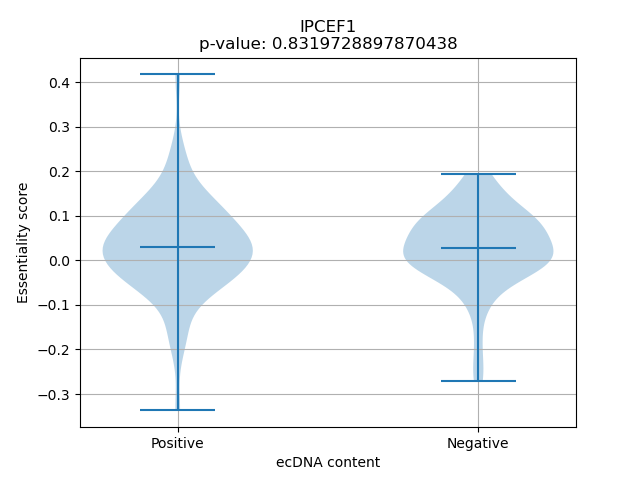 IPCEF1
p-value: 0.8319728897870438
Essentiality score
0.4
0.3
0.2
0.1
0.0
−0.1
−0.2
−0.3
Positive
Negative
ecDNA content